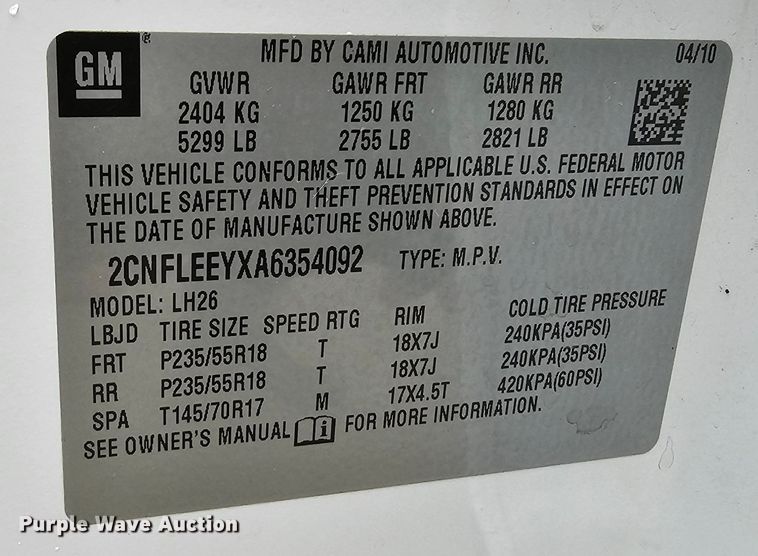 GM
®
MFD BY CAMI AUTOMOTIVE INC. 04/10
GVWR GAWR FRT GAWR RR
2404 KG 1250 KG 1280 KG
5299 LB 2755 LB 2821 LB
THIS VEHICLE CONFORMS TO ALL APPLICABLE U.S. FEDERAL MOTOR
VEHICLE SAFETY AND THEFT PREVENTION STANDARDS IN EFFECT ON
THE DATE OF MANUFACTURE SHOWN ABOVE.
2CNFLEEYXA6354092 TYPE: M.P.V.
MODEL: LH26
LBJD TIRE SIZE SPEED RTG RIM COLD TIRE PRESSURE
FRT P235/55R18 T 18X7J 240KPA(35PSI)
RR P235/55R18 T 18X7J 240KPA(35PSI)
SPA T145/70R17 M 17X4.5T 420KPA(60PSI)
SEE OWNER'S MANUAL i FOR MORE INFORMATION.
Purple Wave Auction